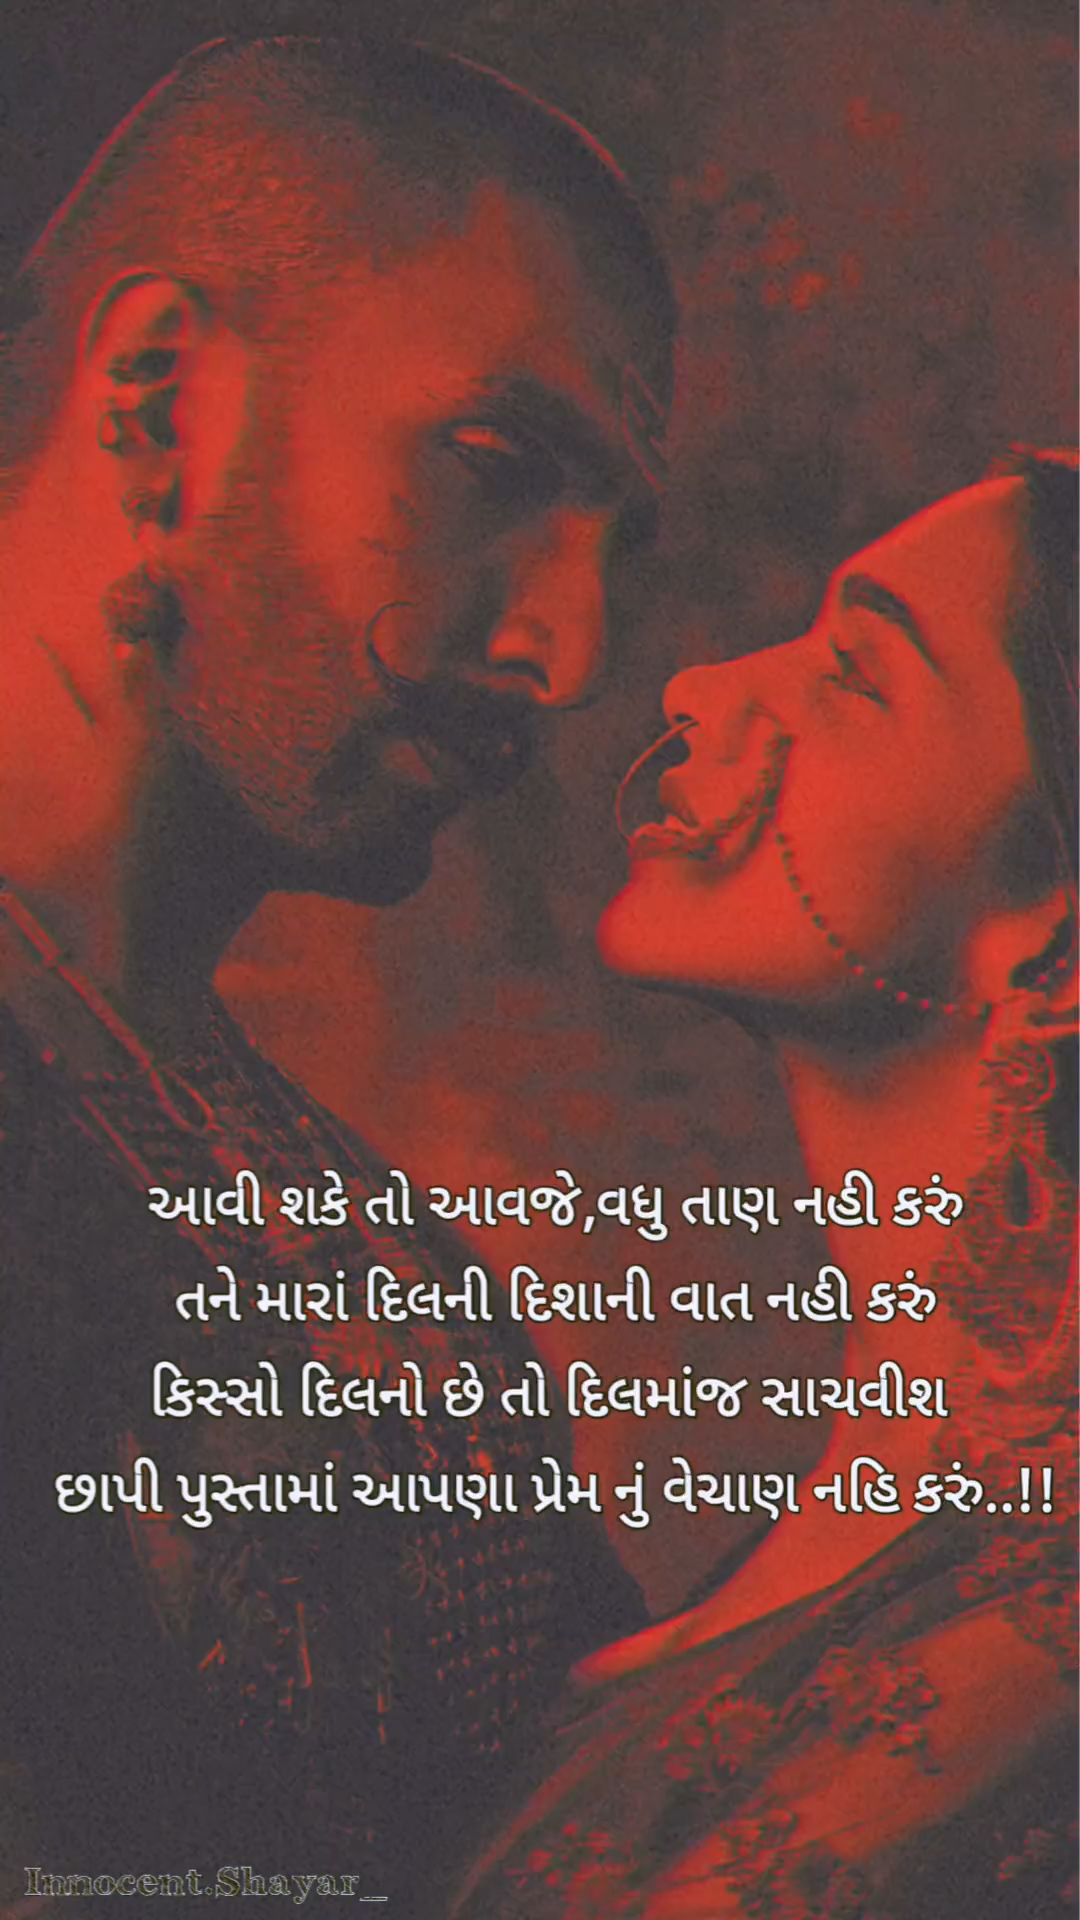 આવી શકે તો આવજે,વધુ તાણ નહી કરું
તને મારાં દિલની દિશાની વાત નહી કરું
કિસ્સો દિલનો છે તો દિલમાંજ સાચવીશ
છાપી પુસ્તામાં આપણા પ્રેમ નું વેચાણ નહિ કરું..!!
Innocent.Shayar_